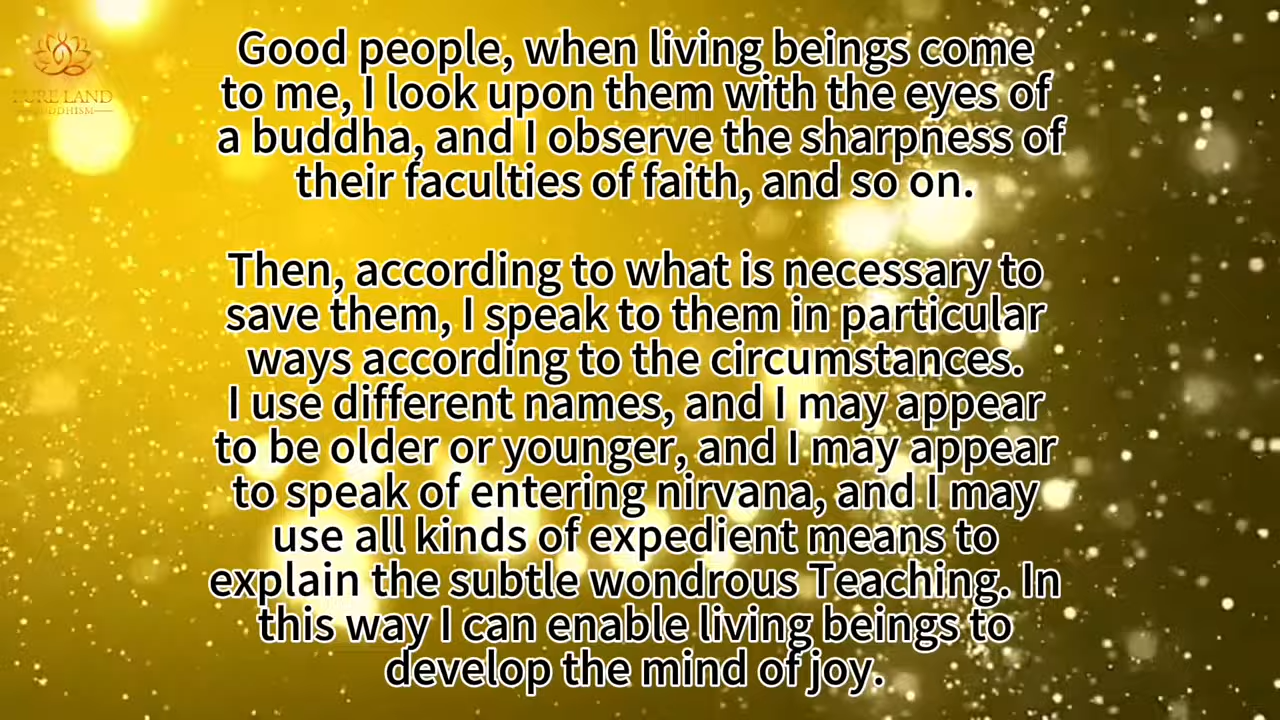 PURE LAND
BUDDHISM
Good people, when living beings come
to me, I look upon them with the eyes of
a buddha, and I observe the sharpness of
their faculties of faith, and so on.
Then, according to what is necessary to
save them, I speak to them in particular
ways according to the circumstances.
I use different names, and I may appear
to be older or younger, and I may appear
to speak of entering nirvana, and I may
use all kinds of expedient means to
explain the subtle wondrous Teaching. In
this way I can enable living beings to
develop the mind of joy.